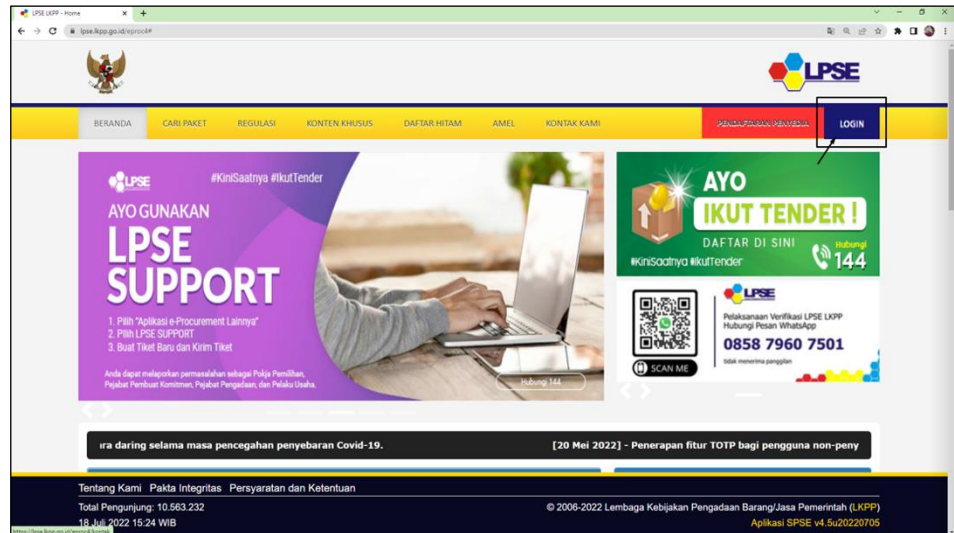 LPSE LKPP - Home
lpse.lkpp.go.id/eproc4#
LPSE
BERANDA CARI PAKET REGULASI KONTEN KHUSUS DAFTAR HITAM AMEL KONTAK KAMI PENDAFTARAN PENYEDIA LOGIN
LPSE
#KiniSaatnya #IkutTender
AYO GUNAKAN
LPSE
SUPPORT
1. Pilih "Aplikasi e-Procurement Lainnya"
2. Pilih LPSE SUPPORT
3. Buat Tiket Baru dan Kirim Tiket
Anda dapat melaporkan permasalahan sebagai Pokja Pemilihan,
Pejabat Pembuat Komitmen, Pejabat Pengadaan, dan Pelaku Usaha.
Hubungi 144
AYO
IKUT TENDER !
DAFTAR DI SINI
#KiniSaatnya #IkutTender
Hubungi
144
LPSE
Pelaksanaan Verifikasi LPSE LKPP
Hubungi Pesan WhatsApp
0858 7960 7501
tidak menerima panggilan
SCAN ME
ara daring selama masa pencegahan penyebaran Covid-19. [20 Mei 2022] - Penerapan fitur TOTP bagi pengguna non-peny
Tentang Kami Pakta Integritas Persyaratan dan Ketentuan
Total Pengunjung: 10.563.232
18 Juli 2022 15:24 WIB
© 2006-2022 Lembaga Kebijakan Pengadaan Barang/Jasa Pemerintah (LKPP)
Aplikasi SPSE v4.5u20220705